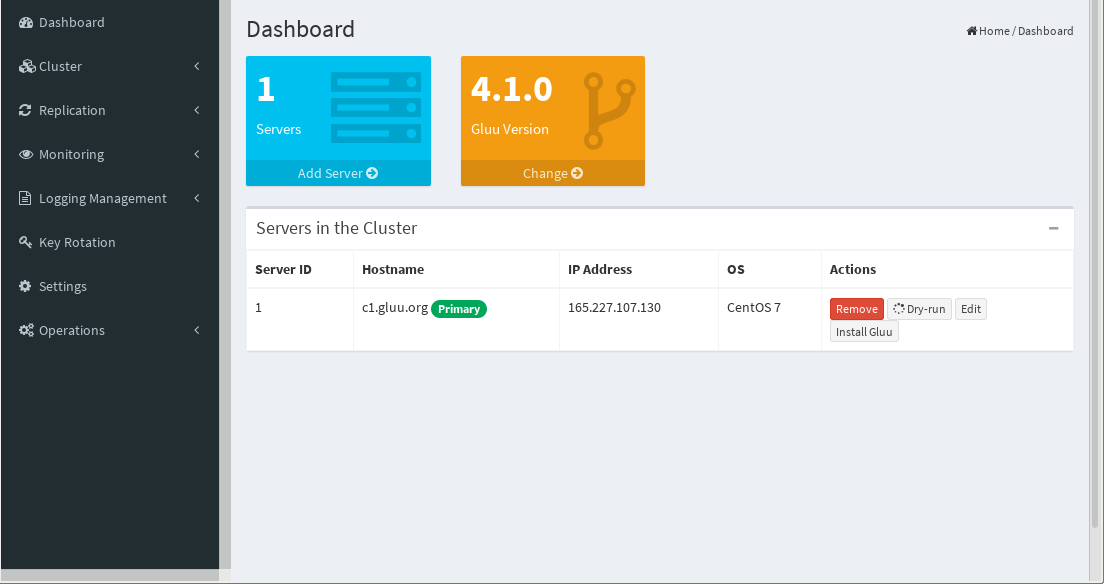 Dashboard
Cluster
Replication
Monitoring
Logging Management
Key Rotation
Settings
Operations
Dashboard
Home / Dashboard
1
Servers
Add Server
4.1.0
Gluu Version
Change
Servers in the Cluster
Server ID Hostname IP Address OS Actions
1 c1.gluu.org Primary 165.227.107.130 CentOS 7 Remove Dry-run Edit
Install Gluu